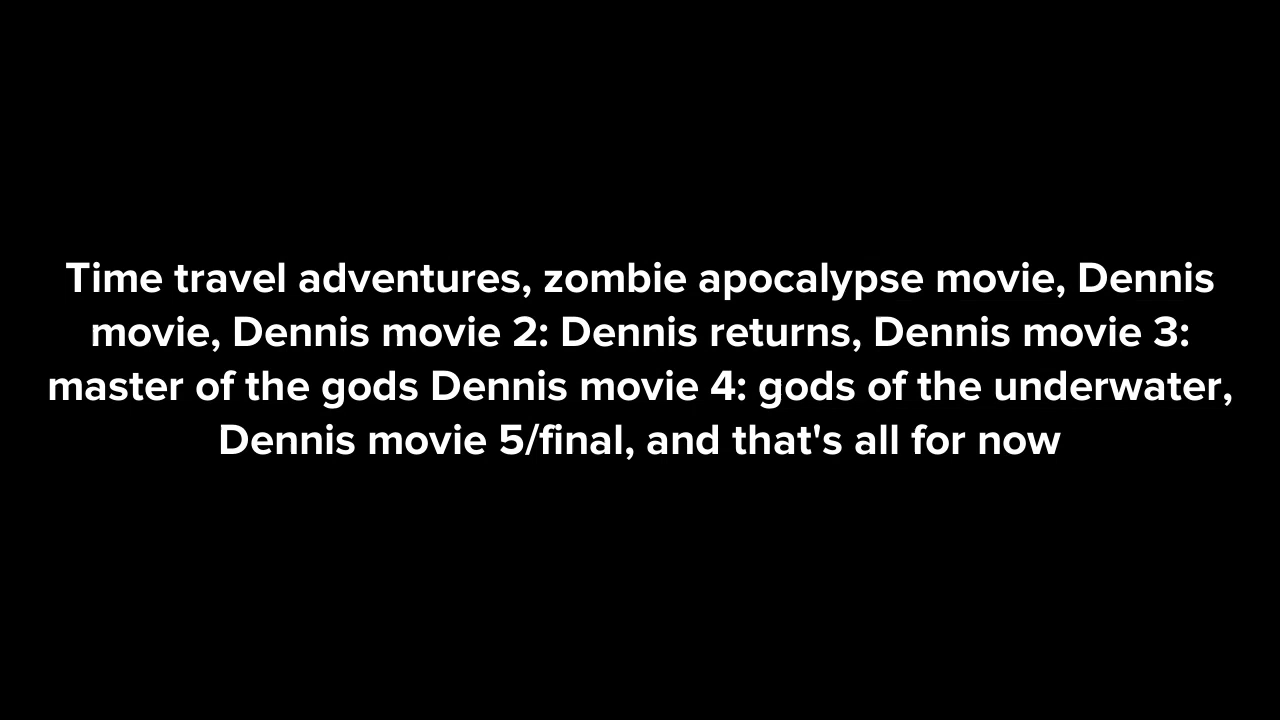 Time travel adventures, zombie apocalypse movie, Dennis
movie, Dennis movie 2: Dennis returns, Dennis movie 3:
master of the gods Dennis movie 4: gods of the underwater,
Dennis movie 5/final, and that's all for now